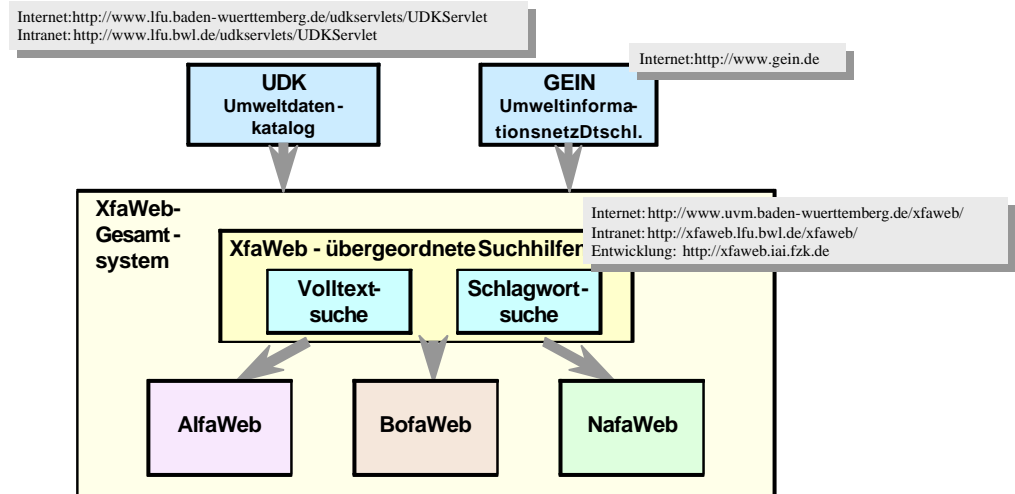 Internet:http://www.lfu.baden-wuerttemberg.de/udkservlets/UDKServlet
Intranet:http://www.lfu.bwl.de/udkservlets/UDKServlet
Internet:http://www.gein.de
UDK
Umweltdaten-
katalog
GEIN
Umweltinforma-
tionsnetzDtschl.
XfaWeb-
Gesamt-
system
Internet:http://www.uvm.baden-wuerttemberg.de/xfaweb/
Intranet:http://xfaweb.lfu.bwl.de/xfaweb/
Entwicklung: http://xfaweb.iai.fzk.de
XfaWeb - übergeordnete Suchhilfen
Volltext-
suche
Schlagwort-
suche
AlfaWeb
BofaWeb
NafaWeb